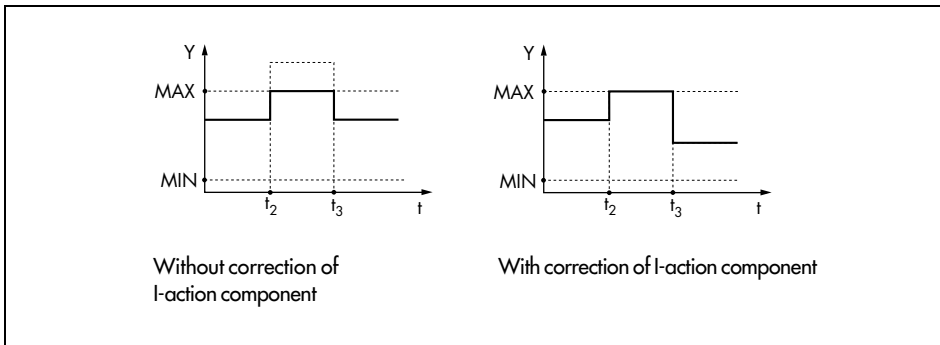 Y
MAX
MIN
t2
t3
t
Without correction of
I-action component
Y
MAX
MIN
t2
t3
t
With correction of I-action component